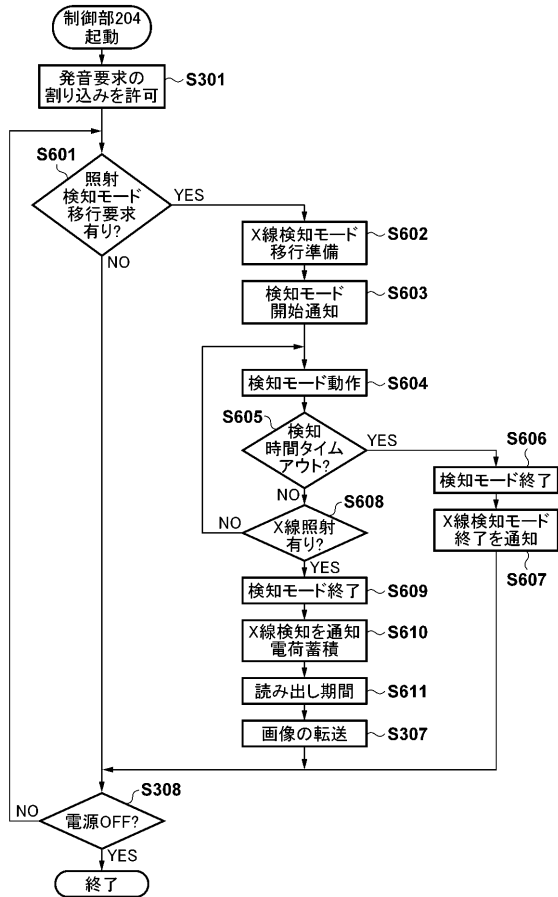 制御部204
起動
発音要求の
割り込みを許可
S301
S601
照射
検知モード
移行要求
有り?
YES
NO
X線検知モード
移行準備
S602
検知モード
開始通知
S603
検知モード動作
S604
S605
検知
時間タイム
アウト?
YES
NO
S606
検知モード終了
X線検知モード
終了を通知
S607
S608
X線照射
有り?
NO
YES
検知モード終了
S609
X線検知を通知
電荷蓄積
S610
読み出し期間
S611
画像の転送
S307
S308
電源OFF?
NO
YES
終了